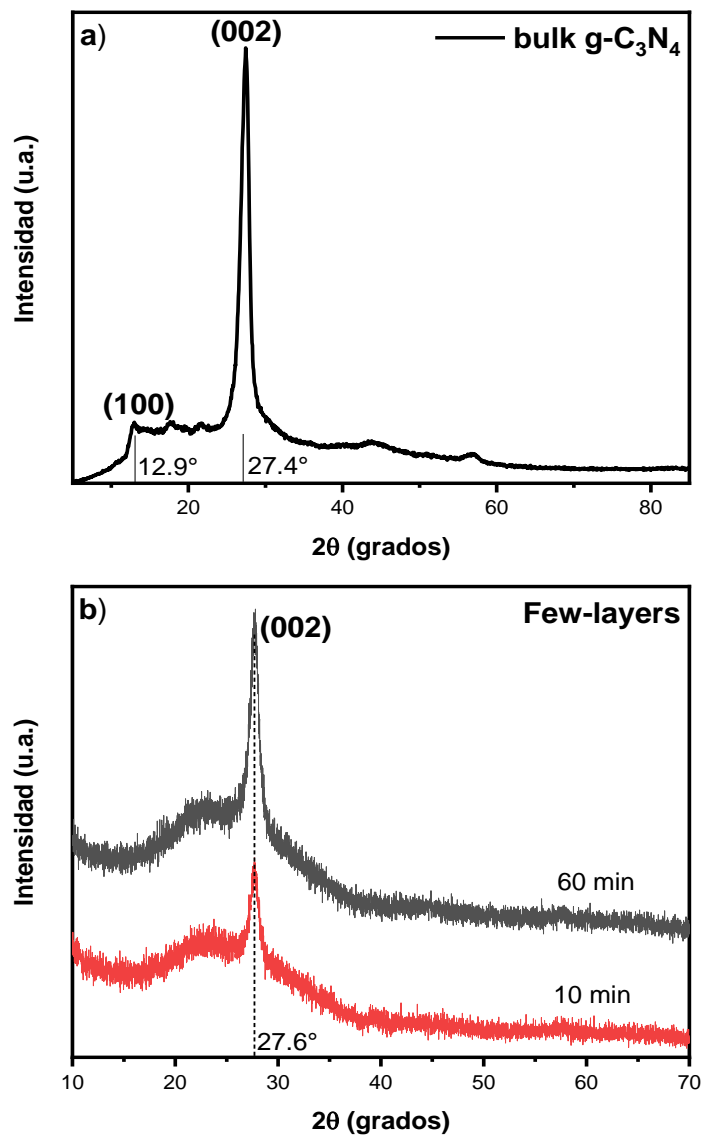 a)
(002)
bulk g-C₃N₄
Intensidad (u.a.)
(100)
12.9°
27.4°
20
40
60
80
2θ (grados)
b)
Few-layers
(002)
Intensidad (u.a.)
60 min
10 min
27.6°
10
20
30
40
50
60
70
2θ (grados)